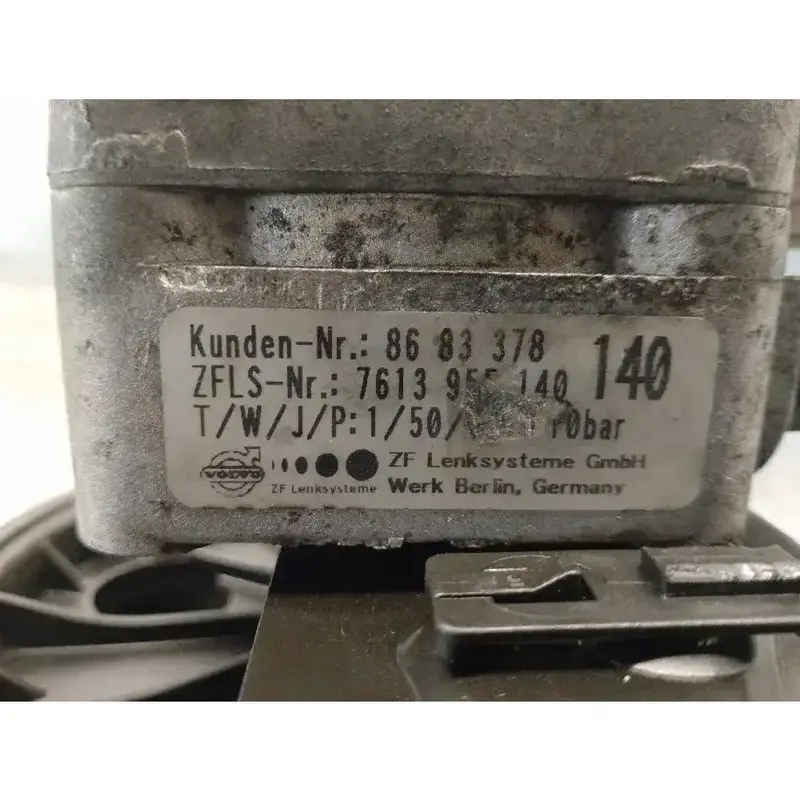 Kunden-Nr.: 86 83 378
140
ZFLS-Nr.: 7613 955 140
T/W/J/P:1/50/
bar
VOLVO
ZF Lenksysteme
ZF Lenksysteme GmbH
Werk Berlin, Germany